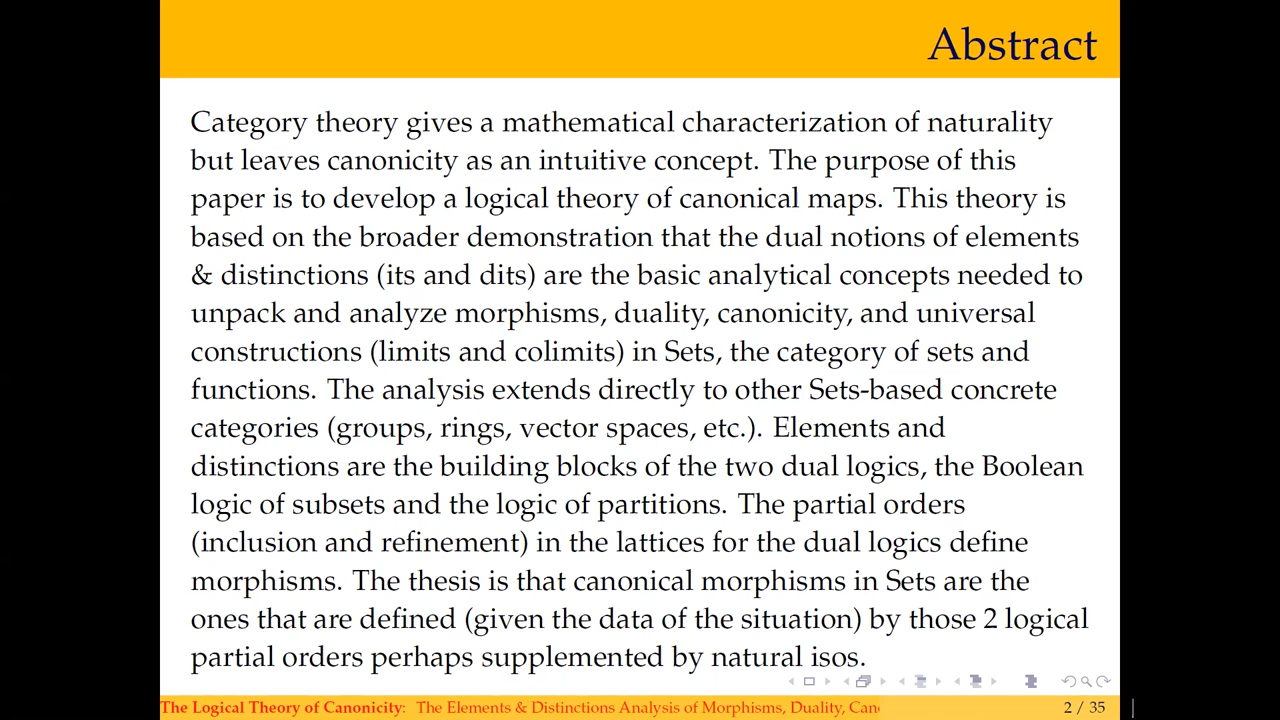 Abstract
Category theory gives a mathematical characterization of naturality
but leaves canonicity as an intuitive concept. The purpose of this
paper is to develop a logical theory of canonical maps. This theory is
based on the broader demonstration that the dual notions of elements
& distinctions (its and dits) are the basic analytical concepts needed to
unpack and analyze morphisms, duality, canonicity, and universal
constructions (limits and colimits) in Sets, the category of sets and
functions. The analysis extends directly to other Sets-based concrete
categories (groups, rings, vector spaces, etc.). Elements and
distinctions are the building blocks of the two dual logics, the Boolean
logic of subsets and the logic of partitions. The partial orders
(inclusion and refinement) in the lattices for the dual logics define
morphisms. The thesis is that canonical morphisms in Sets are the
ones that are defined (given the data of the situation) by those 2 logical
partial orders perhaps supplemented by natural isos.
The Logical Theory of Canonicity: The Elements & Distinctions Analysis of Morphisms, Duality, Can
2 / 35